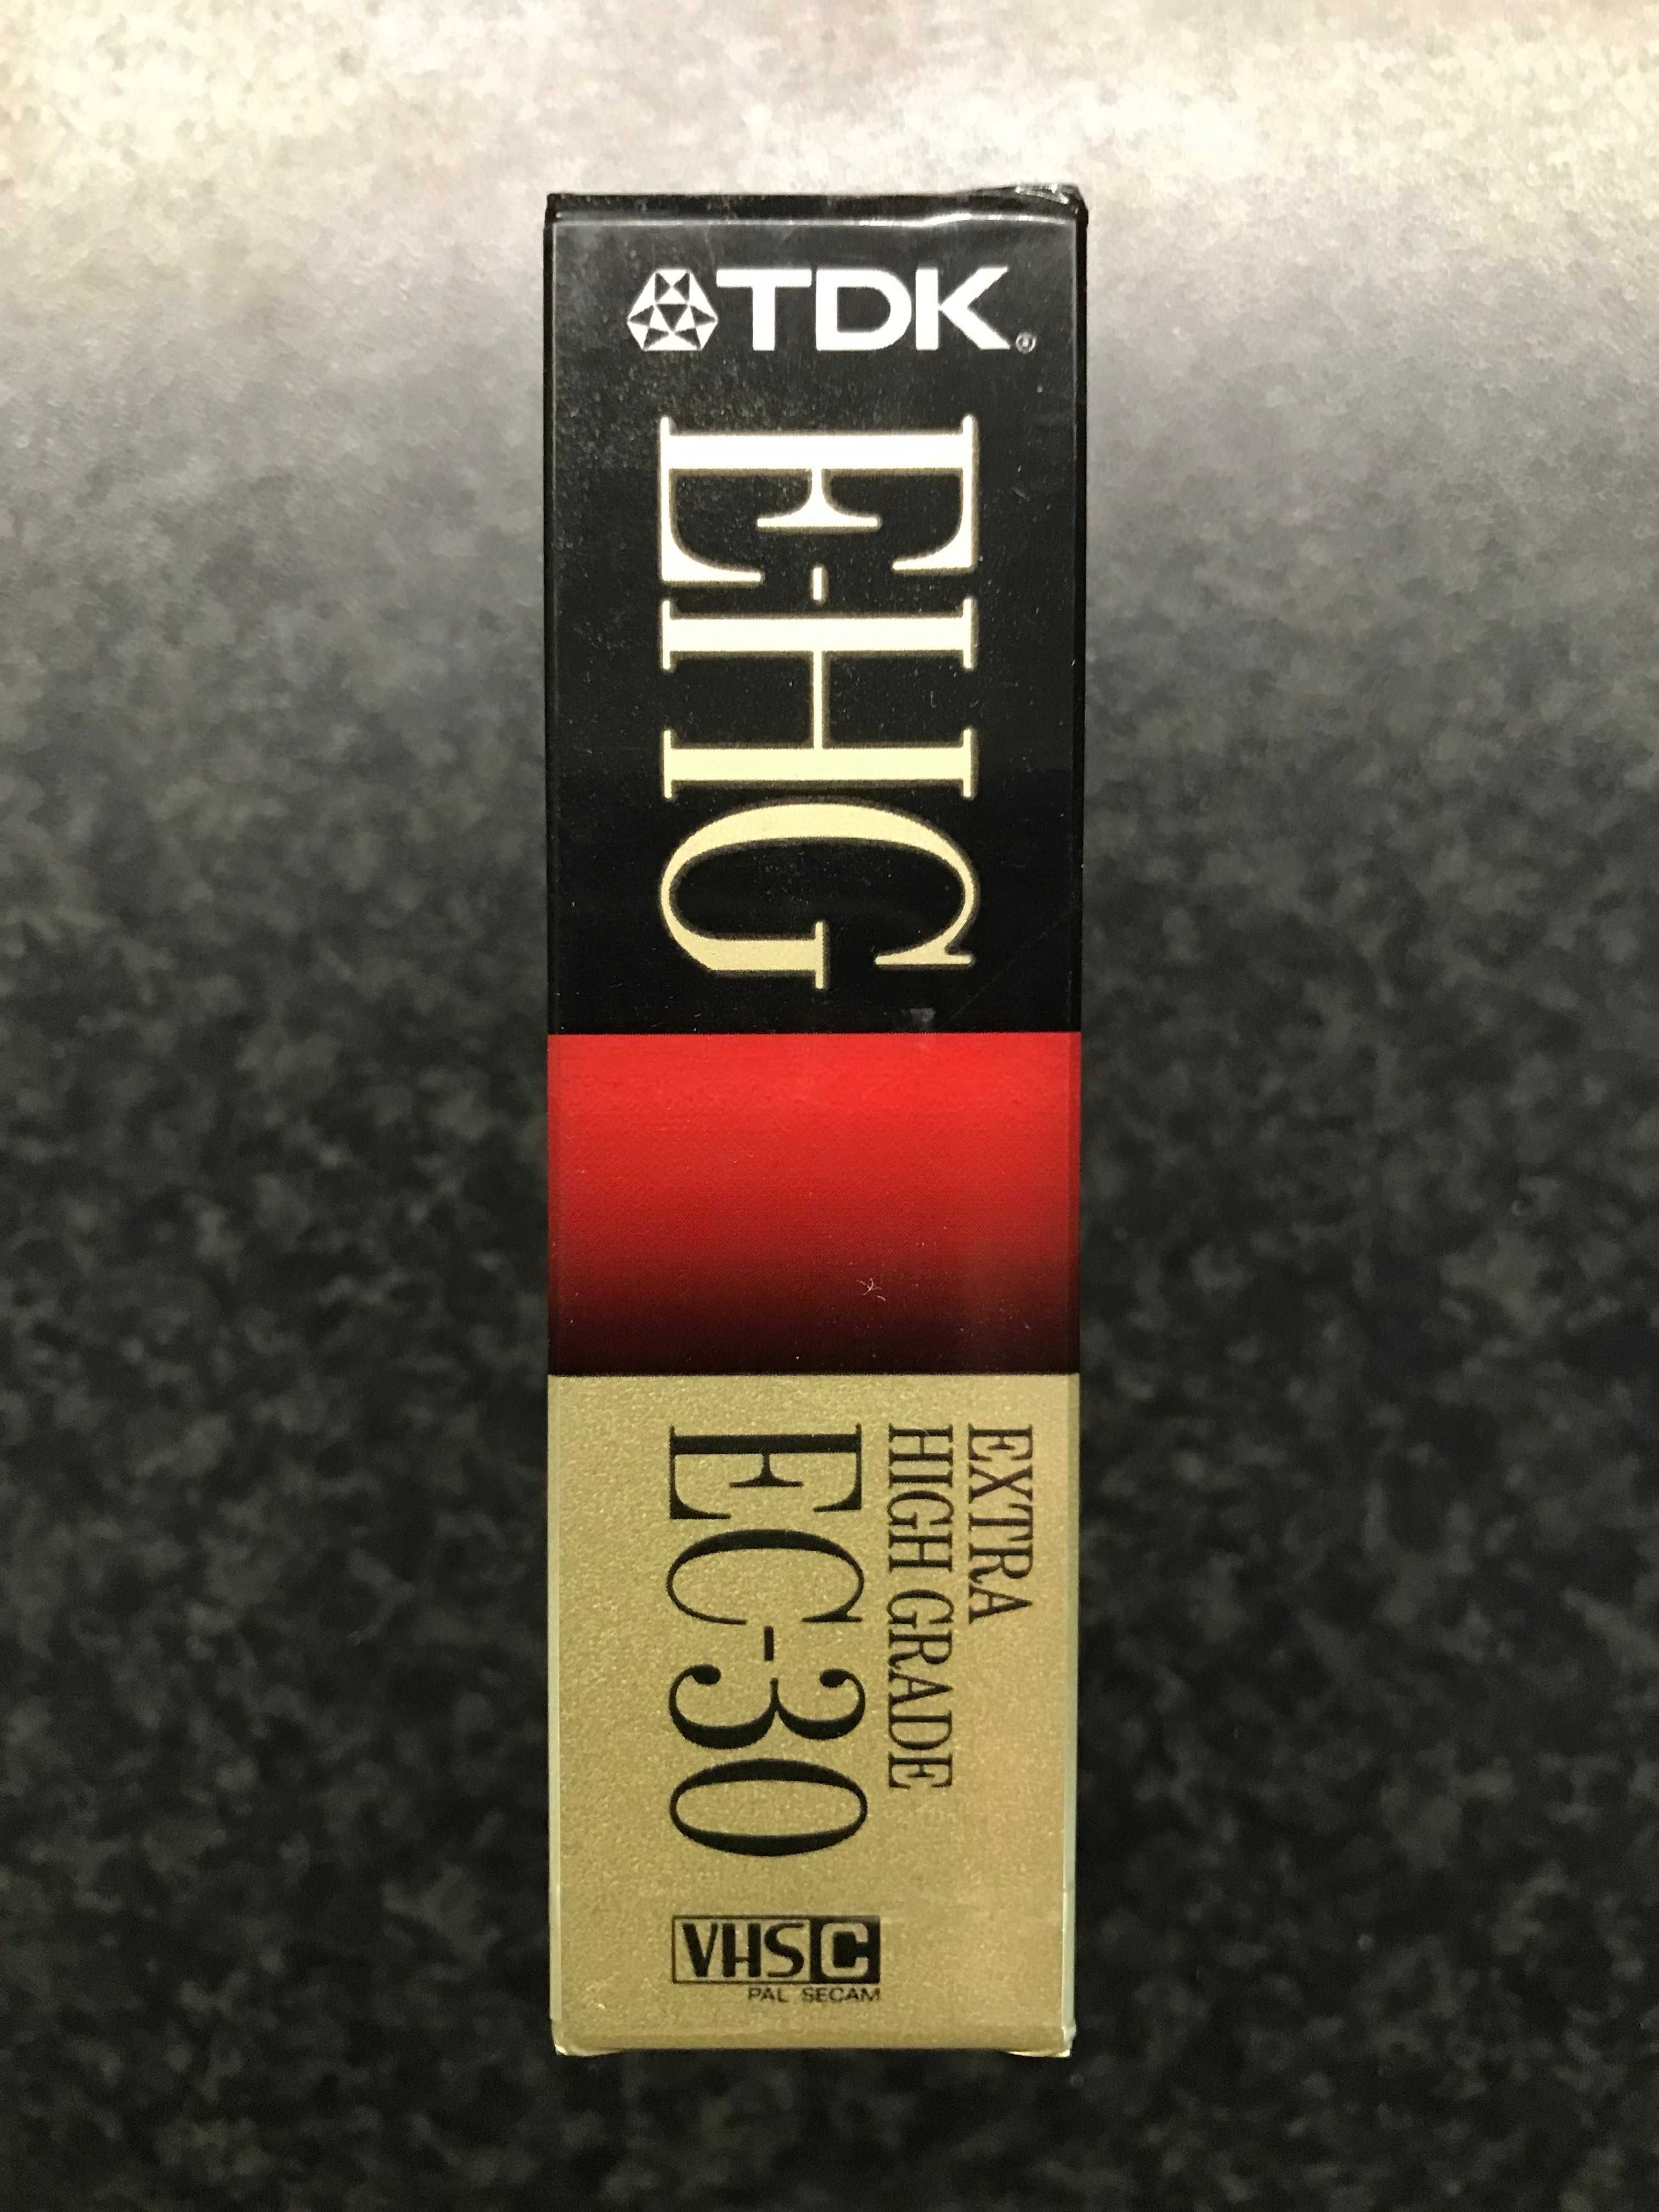 TDK®
E-HG
EXTRA
HIGH GRADE
EC-30
VHS C
PAL SECAM